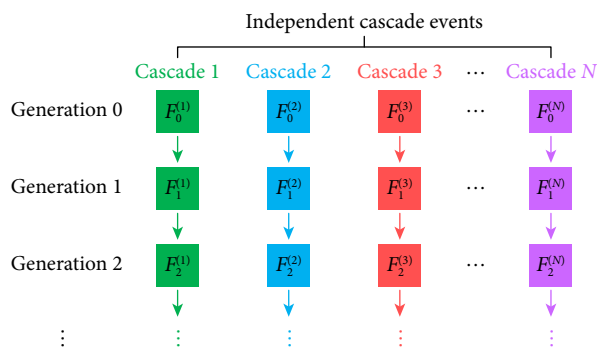 Independent cascade events
Cascade 1 Cascade 2 Cascade 3 ⋯ Cascade N
Generation 0 F₀⁽¹⁾ F₀⁽²⁾ F₀⁽³⁾ ⋯ F₀⁽ᴺ⁾
Generation 1 F₁⁽¹⁾ F₁⁽²⁾ F₁⁽³⁾ ⋯ F₁⁽ᴺ⁾
Generation 2 F₂⁽¹⁾ F₂⁽²⁾ F₂⁽³⁾ ⋯ F₂⁽ᴺ⁾
⋮ ⋮ ⋮ ⋮ ⋮